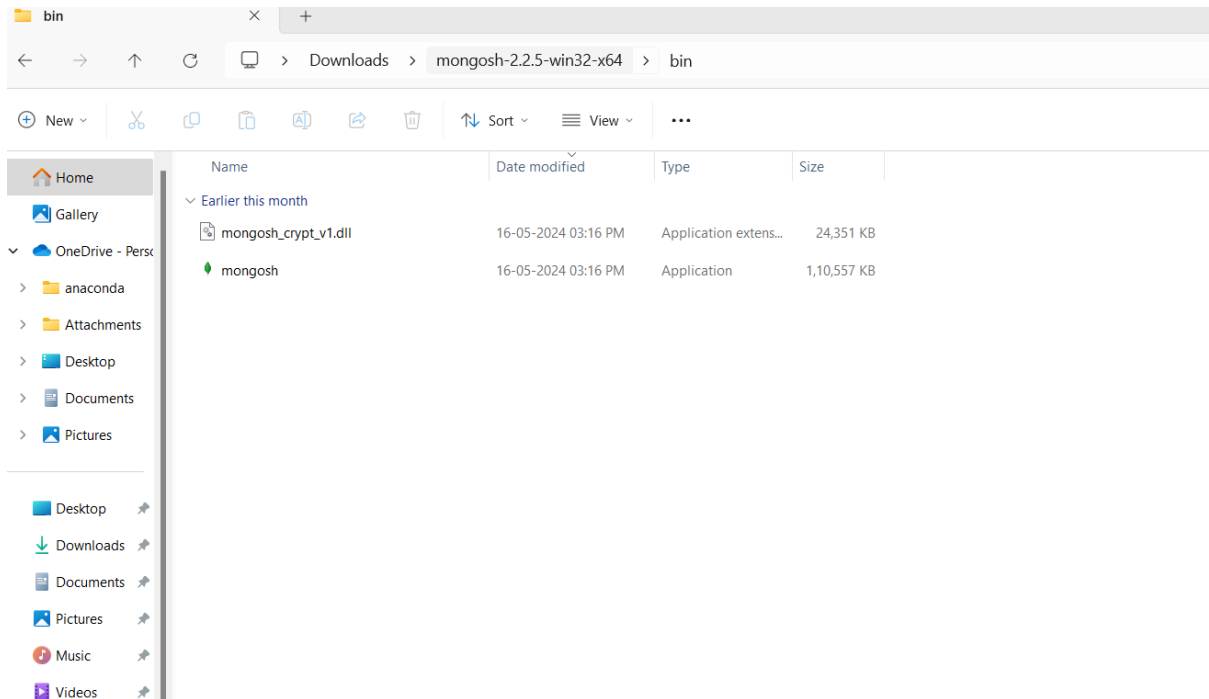 bin
Downloads > mongosh-2.2.5-win32-x64 > bin
New Sort View
Name Date modified Type Size
Earlier this month
mongosh_crypt_v1.dll 16-05-2024 03:16 PM Application extens... 24,351 KB
mongosh 16-05-2024 03:16 PM Application 1,10,557 KB
Home
Gallery
OneDrive - Perso
anaconda
Attachments
Desktop
Documents
Pictures
Desktop
Downloads
Documents
Pictures
Music
Videos